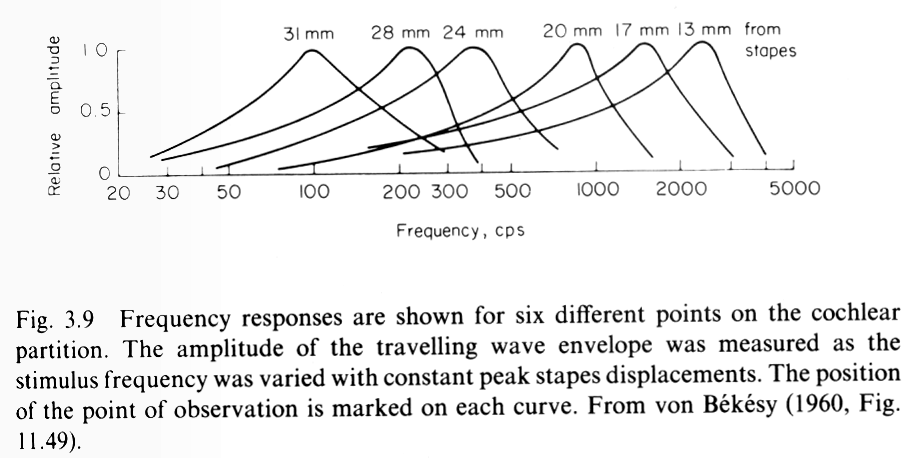 31 mm 28 mm 24 mm 20 mm 17 mm 13 mm from
stapes
Relative amplitude
1 0
0.5
0
20 30 50 100 200 300 500 1000 2000 5000
Frequency, cps
Fig. 3.9 Frequency responses are shown for six different points on the cochlear
partition. The amplitude of the travelling wave envelope was measured as the
stimulus frequency was varied with constant peak stapes displacements. The position
of the point of observation is marked on each curve. From von Békésy (1960, Fig.
11.49).